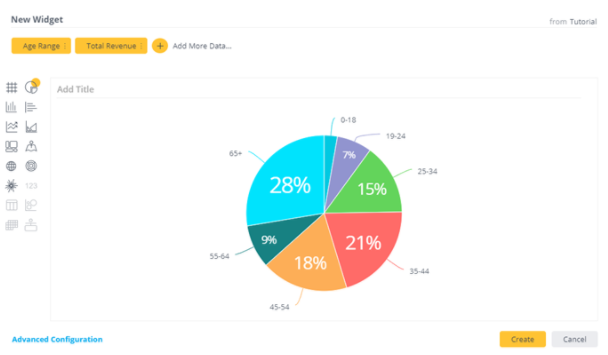 New Widget
from Tutorial
Age Range
Total Revenue
+ Add More Data...
Add Title
0-18
19-24
7%
65+
25-34
28%
15%
123
9%
21%
55-64
18%
35-44
45-54
Advanced Configuration
Create
Cancel